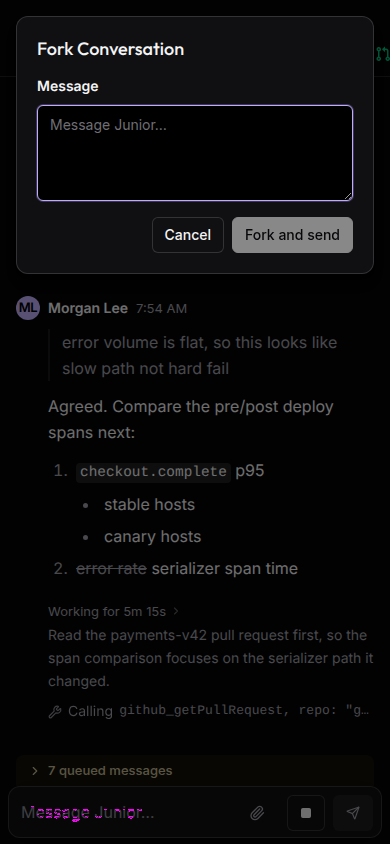 Fork Conversation
Message
Message Junior...
Cancel
Fork and send
ML Morgan Lee 7:54 AM
error volume is flat, so this looks like
slow path not hard fail
Agreed. Compare the pre/post deploy
spans next:
1. checkout.complete p95
• stable hosts
• canary hosts
2. error rate serializer span time
Working for 5m 15s
Read the payments-v42 pull request first, so the
span comparison focuses on the serializer path it
changed.
Calling github_getPullRequest, repo: "g…
7 queued messages
Message Junior...